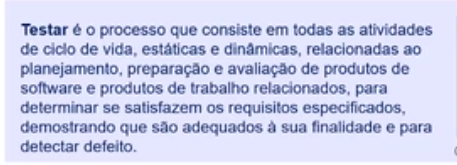 Testar é o processo que consiste em todas as atividades
de ciclo de vida, estáticas e dinâmicas, relacionadas ao
planejamento, preparação e avaliação de produtos de
software e produtos de trabalho relacionados, para
determinar se satisfazem os requisitos especificados,
demostrando que são adequados à sua finalidade e para
detectar defeito.